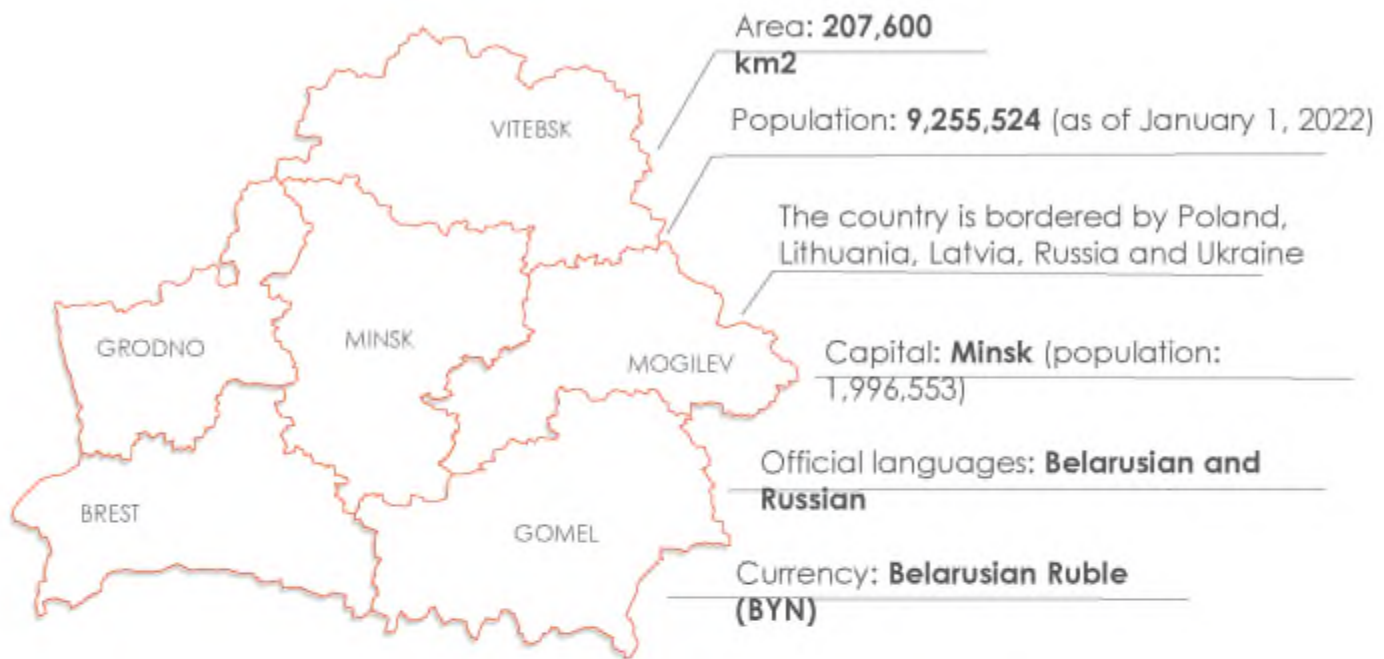 Area: 207,600
km2
VITEBSK
Population: 9,255,524 (as of January 1, 2022)
The country is bordered by Poland,
Lithuania, Latvia, Russia and Ukraine
GRODNO
MINSK
MOGILEV
Capital: Minsk (population:
1,996,553)
Official languages: Belarusian and
Russian
BREST
GOMEL
Currency: Belarusian Ruble
(BYN)